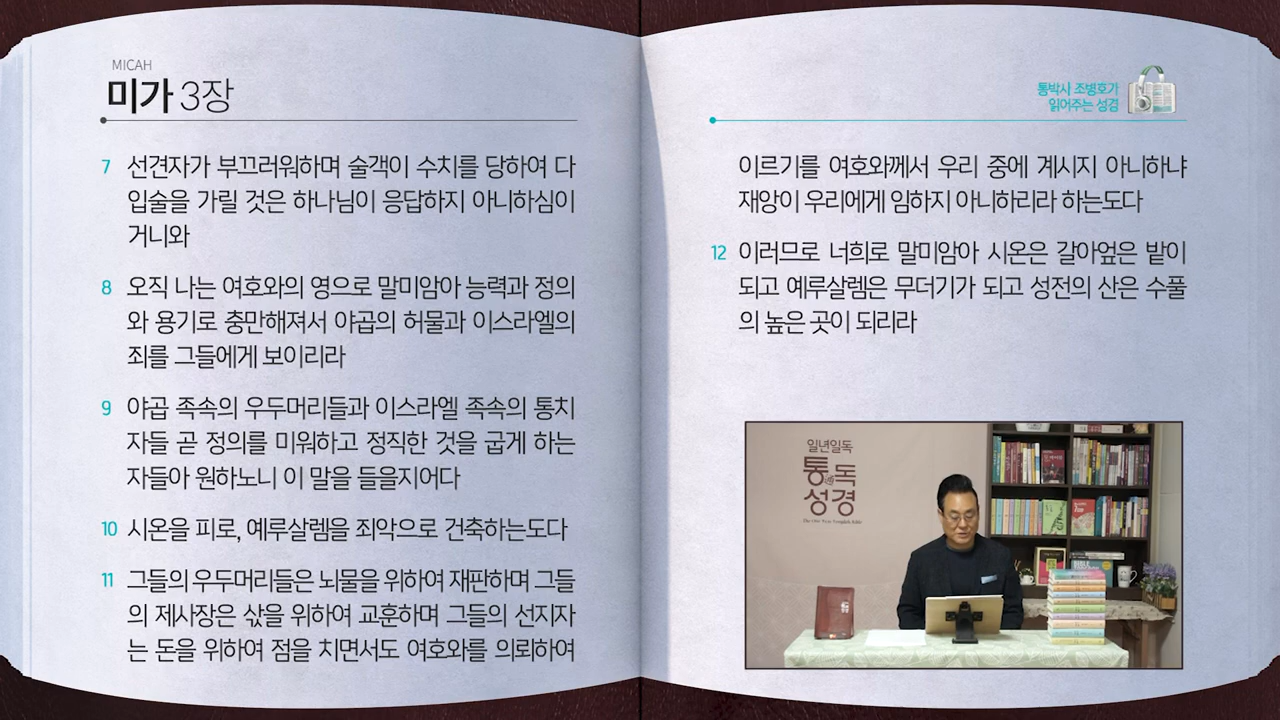 MICAH
미가 3장
7 선견자가 부끄러워하며 술객이 수치를 당하여 다
입술을 가릴 것은 하나님이 응답하지 아니하심이
거니와
8 오직 나는 여호와의 영으로 말미암아 능력과 정의
와 용기로 충만해져서 야곱의 허물과 이스라엘의
죄를 그들에게 보이리라
9 야곱 족속의 우두머리들과 이스라엘 족속의 통치
자들 곧 정의를 미워하고 정직한 것을 굽게 하는
자들아 원하노니 이 말을 들을지어다
10 시온을 피로, 예루살렘을 죄악으로 건축하는도다
11 그들의 우두머리들은 뇌물을 위하여 재판하며 그들
의 제사장은 삯을 위하여 교훈하며 그들의 선지자
는 돈을 위하여 점을 치면서도 여호와를 의뢰하여
통박사 조병호가
읽어주는 성경
이르기를 여호와께서 우리 중에 계시지 아니하냐
재앙이 우리에게 임하지 아니하리라 하는도다
12 이러므로 너희로 말미암아 시온은 갈아엎은 밭이
되고 예루살렘은 무더기가 되고 성전의 산은 수풀
의 높은 곳이 되리라
일년일독
통독
성경